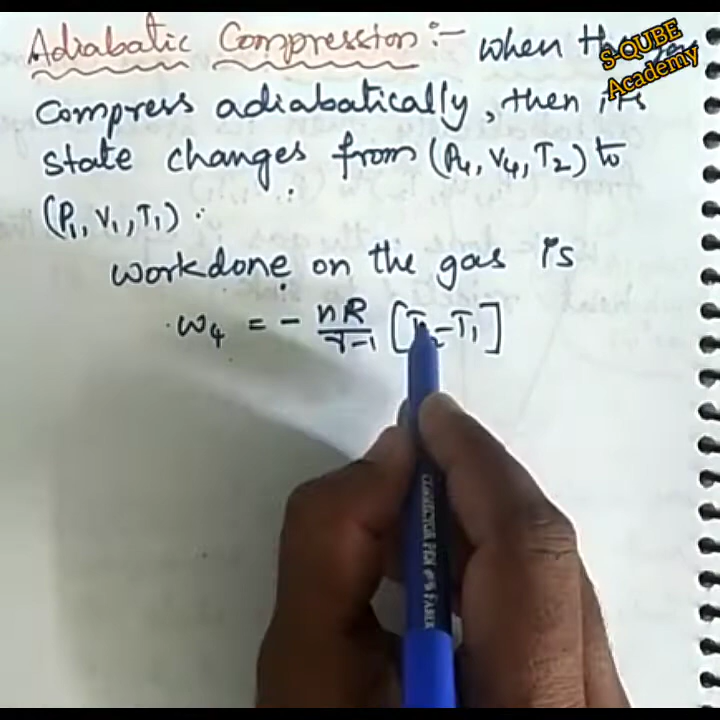 Adiabatic Compression :- when the gas
S-QUBE
Academy
compress adiabatically, then its
state changes from (P₄, V₄, T₂) to
(P₁, V₁, T₁).
workdone on the gas is
w₄ = - nR/γ-1 [T₂-T₁]